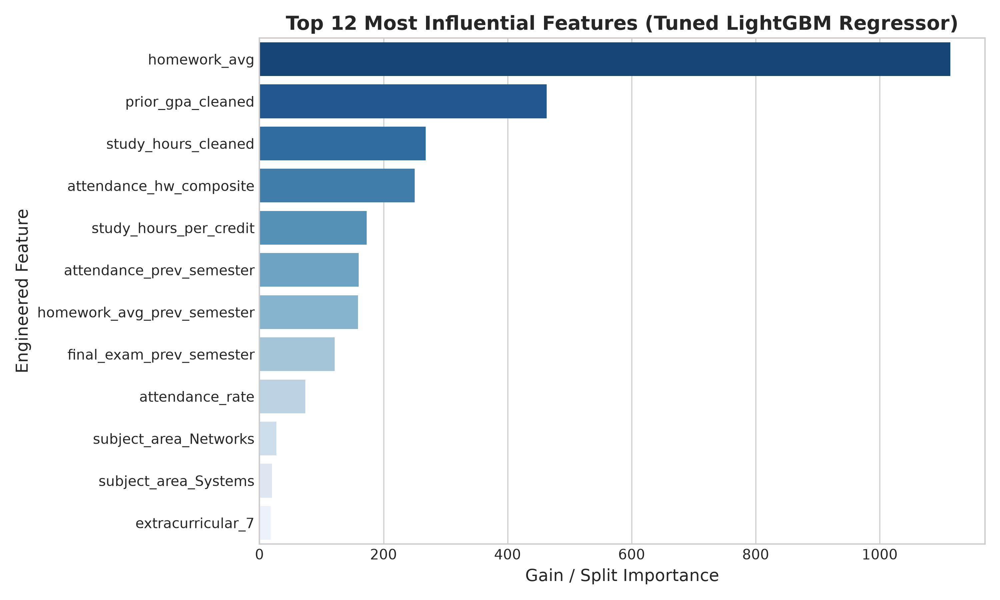 Top 12 Most Influential Features (Tuned LightGBM Regressor)
homework_avg
prior_gpa_cleaned
study_hours_cleaned
attendance_hw_composite
study_hours_per_credit
attendance_prev_semester
homework_avg_prev_semester
final_exam_prev_semester
attendance_rate
subject_area_Networks
subject_area_Systems
extracurricular_7
Engineered Feature
0 200 400 600 800 1000
Gain / Split Importance